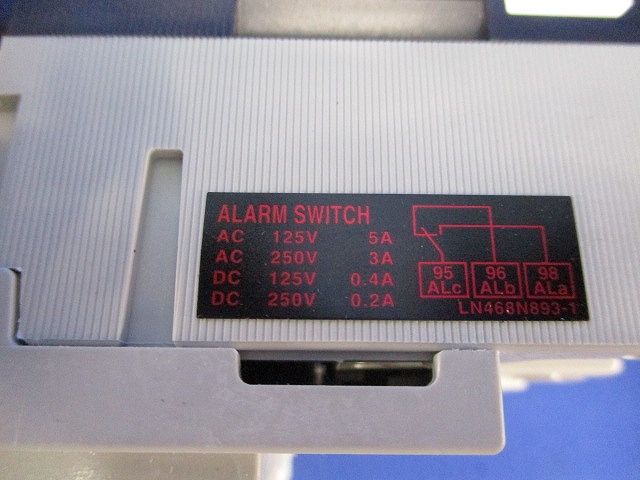 ALARM SWITCH
AC 125V 5A
AC 250V 3A
DC 125V 0.4A
DC 250V 0.2A
95 96 98
ALc ALb ALa
LN468N893-1